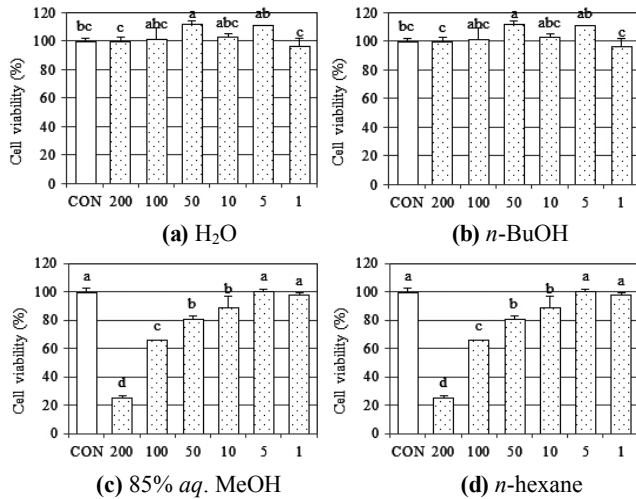 120 100 80 60 40 20 0
Cell viability (%)
bc c abc a abc ab c
CON 200 100 50 10 5 1
(a) H₂O
120 100 80 60 40 20 0
Cell viability (%)
bc c abc a abc ab c
CON 200 100 50 10 5 1
(b) n-BuOH
120 100 80 60 40 20 0
Cell viability (%)
a d c b b a a
CON 200 100 50 10 5 1
(c) 85% aq. MeOH
120 100 80 60 40 20 0
Cell viability (%)
a d c b b a a
CON 200 100 50 10 5 1
(d) n-hexane